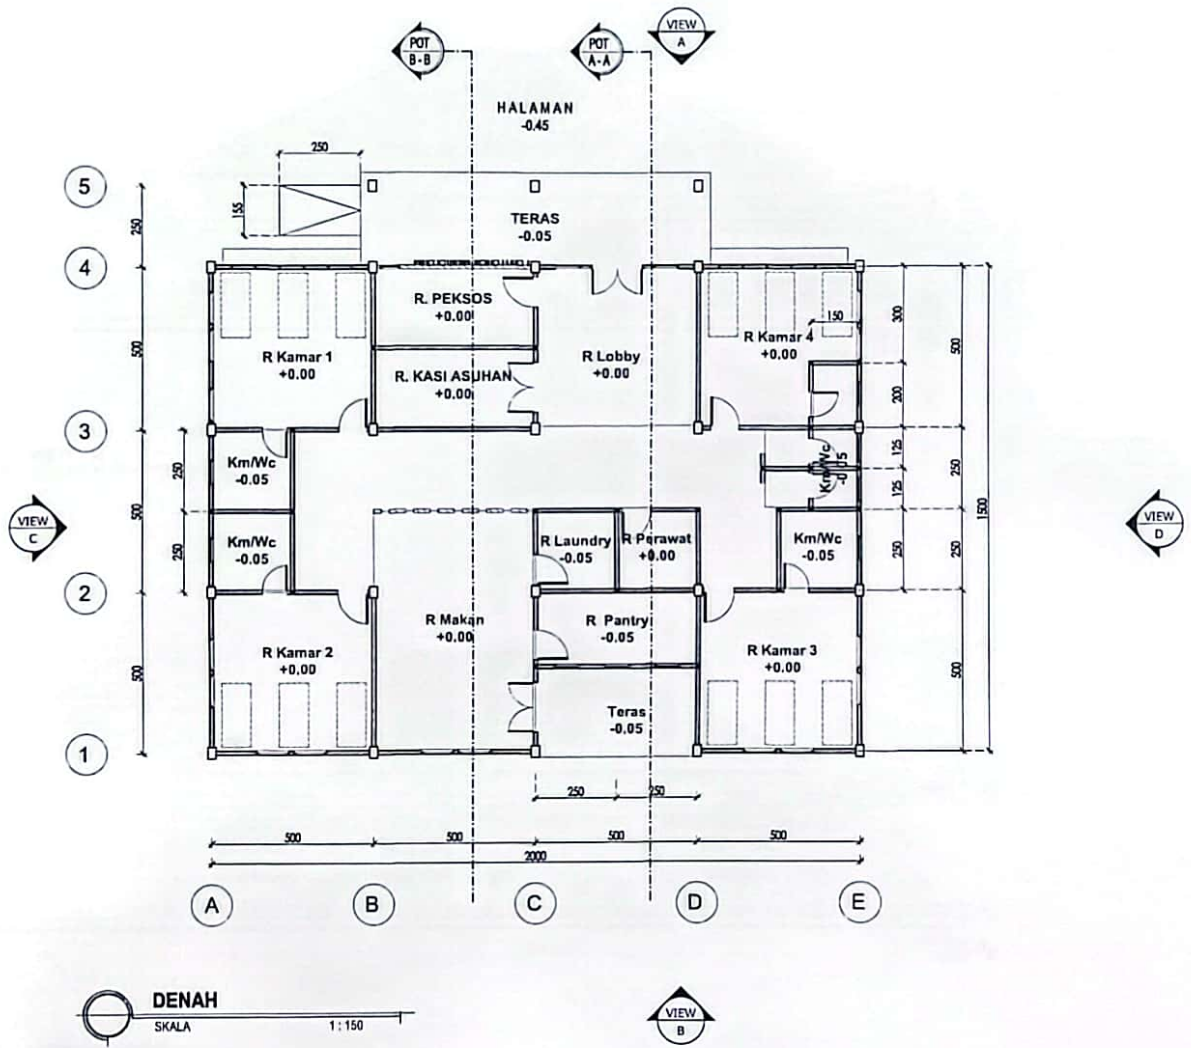 VIEW
A
POT
B-B
POT
A-A
HALAMAN
-0.45
250
5
155
250
TERAS
-0.05
4
R. PEKSOS
+0.00
R Kamar 1
+0.00
R. KASI ASUHAN
+0.00
R Lobby
+0.00
R Kamar 4
+0.00
150
300
200
500
500
3
Km/Wc
-0.05
250
Km/Wc
-0.05
125
125
250
1500
VIEW
C
500
Km/Wc
-0.05
250
R Laundry
-0.05
R Perawat
+0.00
Km/Wc
-0.05
250
250
VIEW
D
2
R Makan
+0.00
R Pantry
-0.05
R Kamar 2
+0.00
R Kamar 3
+0.00
500
500
Teras
-0.05
1
250
250
500
500
500
500
2000
A
B
C
D
E
DENAH
SKALA
1 : 150
VIEW
B